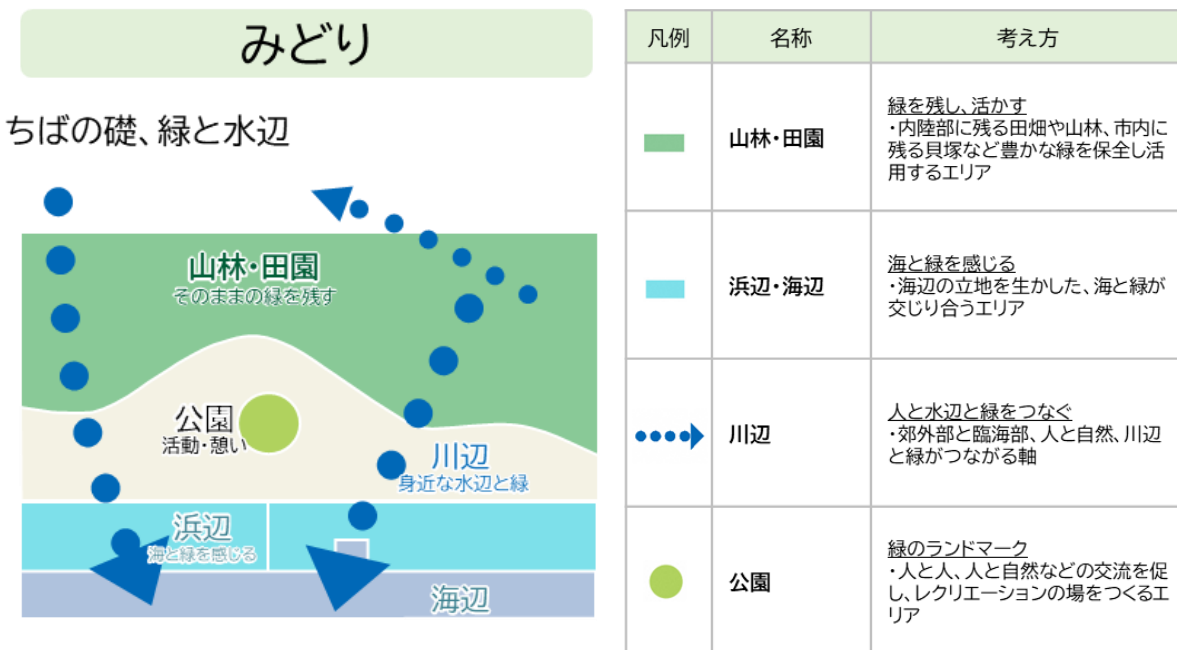 みどり
ちばの礎、緑と水辺
山林・田園
そのままの緑を残す
公園
活動・憩い
川辺
身近な水辺と緑
浜辺
海と緑を感じる
海辺
凡例 名称 考え方
山林・田園
緑を残し、活かす
・内陸部に残る田畑や山林、市内に
残る貝塚など豊かな緑を保全し活
用するエリア
浜辺・海辺
海と緑を感じる
・海辺の立地を生かした、海と緑が
交じり合うエリア
川辺
人と水辺と緑をつなぐ
・郊外部と臨海部、人と自然、川辺
と緑がつながる軸
公園
緑のランドマーク
・人と人、人と自然などの交流を促
し、レクリエーションの場をつくるエ
リア